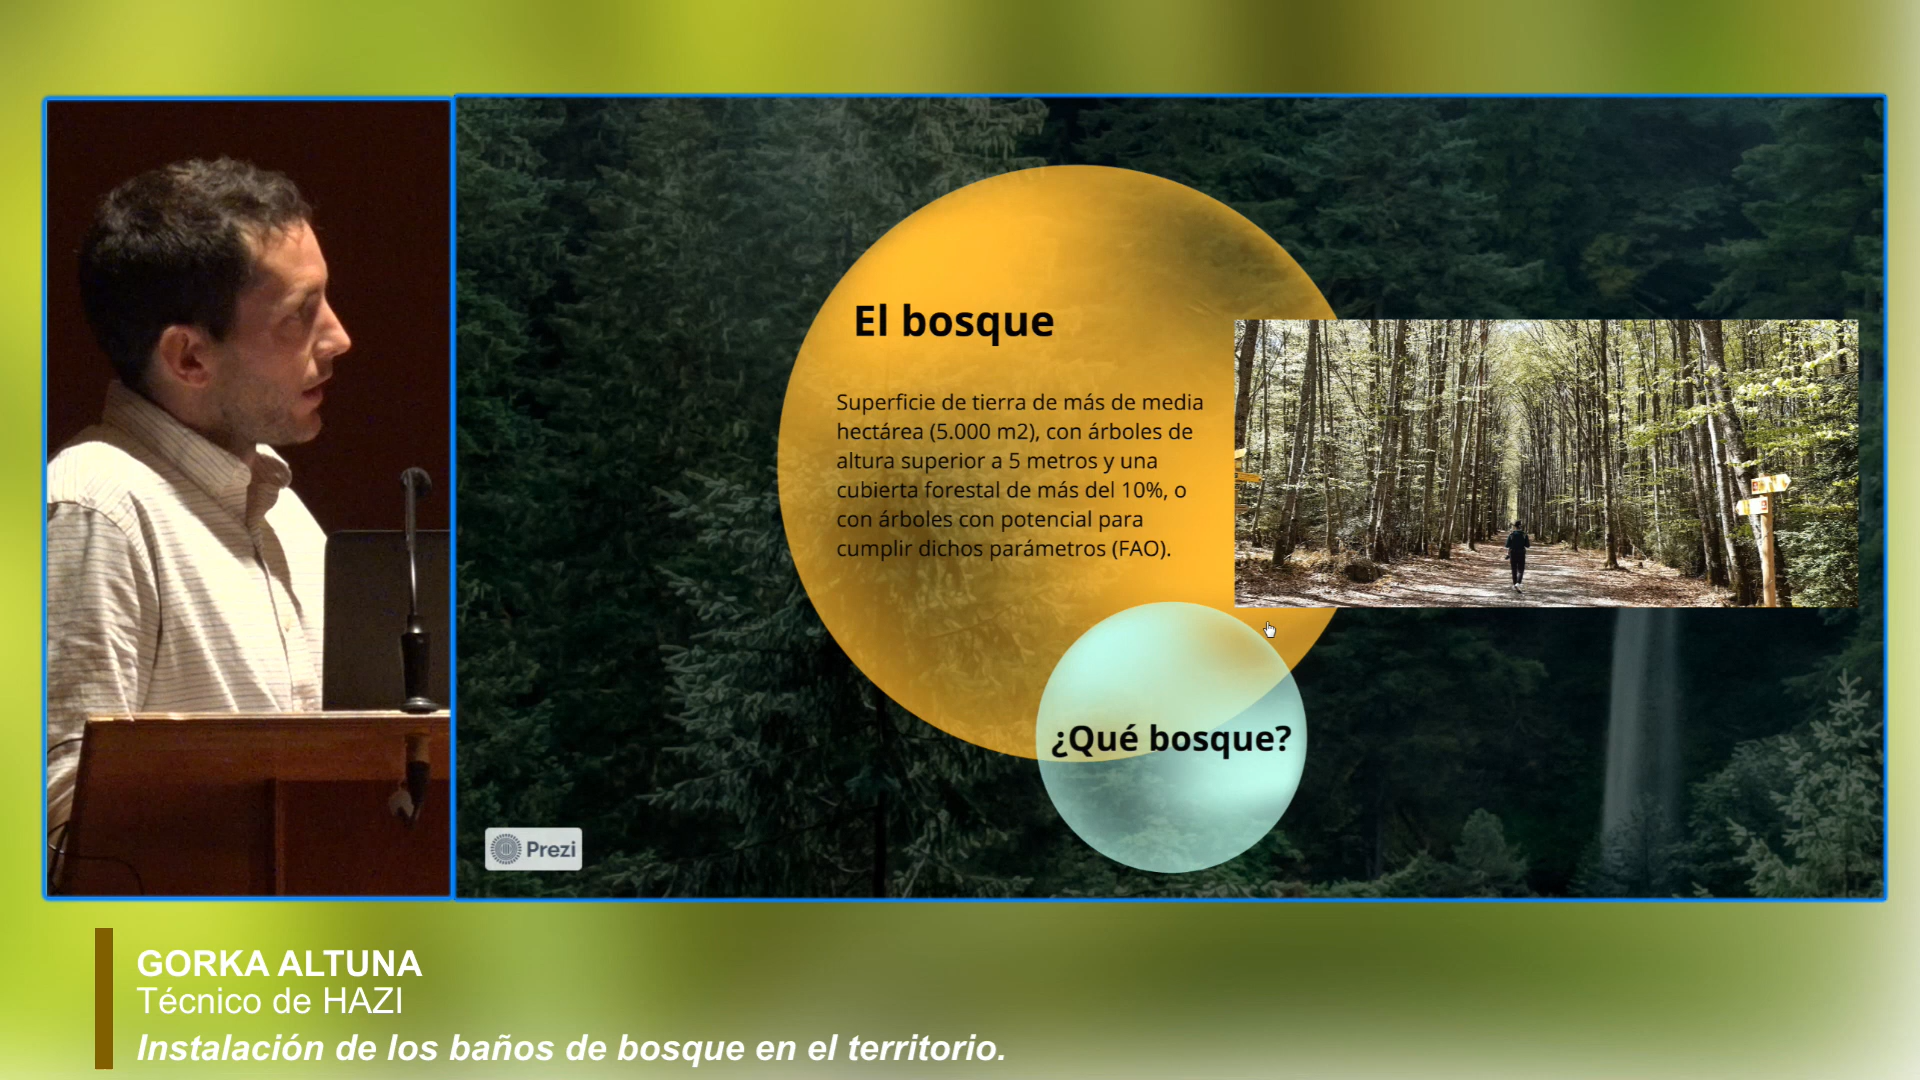 El bosque
Superficie de tierra de más de media
hectárea (5.000 m2), con árboles de
altura superior a 5 metros y una
cubierta forestal de más del 10%, o
con árboles con potencial para
cumplir dichos parámetros (FAO).
¿Qué bosque?
Prezi
GORKA ALTUNA
Técnico de HAZI
Instalación de los baños de bosque en el territorio.